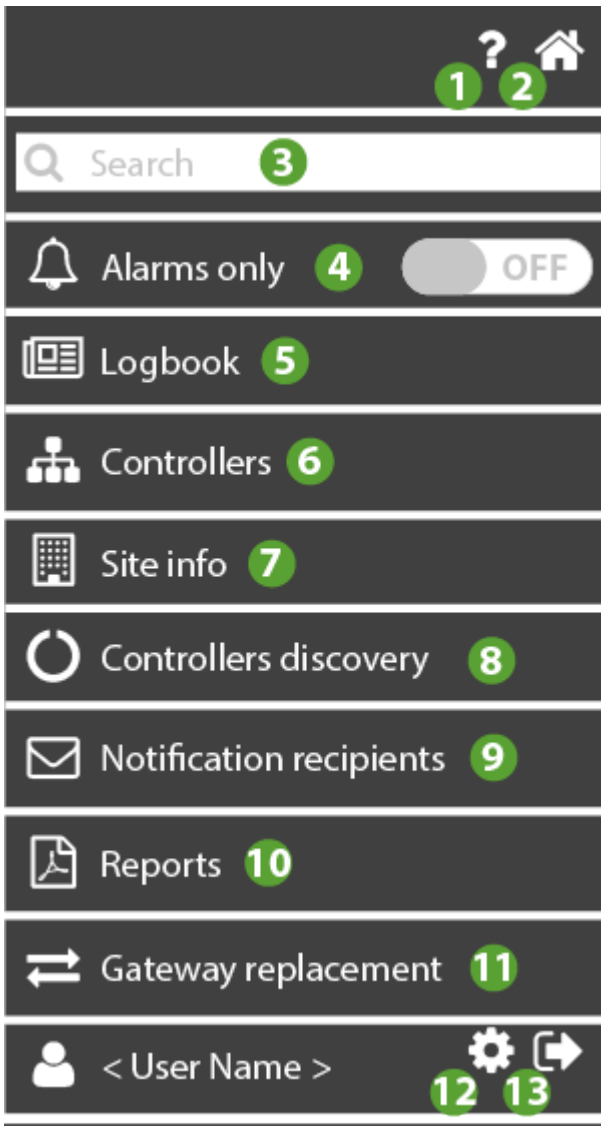 ?
1 2
Search 3
Alarms only 4 OFF
Logbook 5
Controllers 6
Site info 7
Controllers discovery 8
Notification recipients 9
Reports 10
Gateway replacement 11
< User Name >
12 13